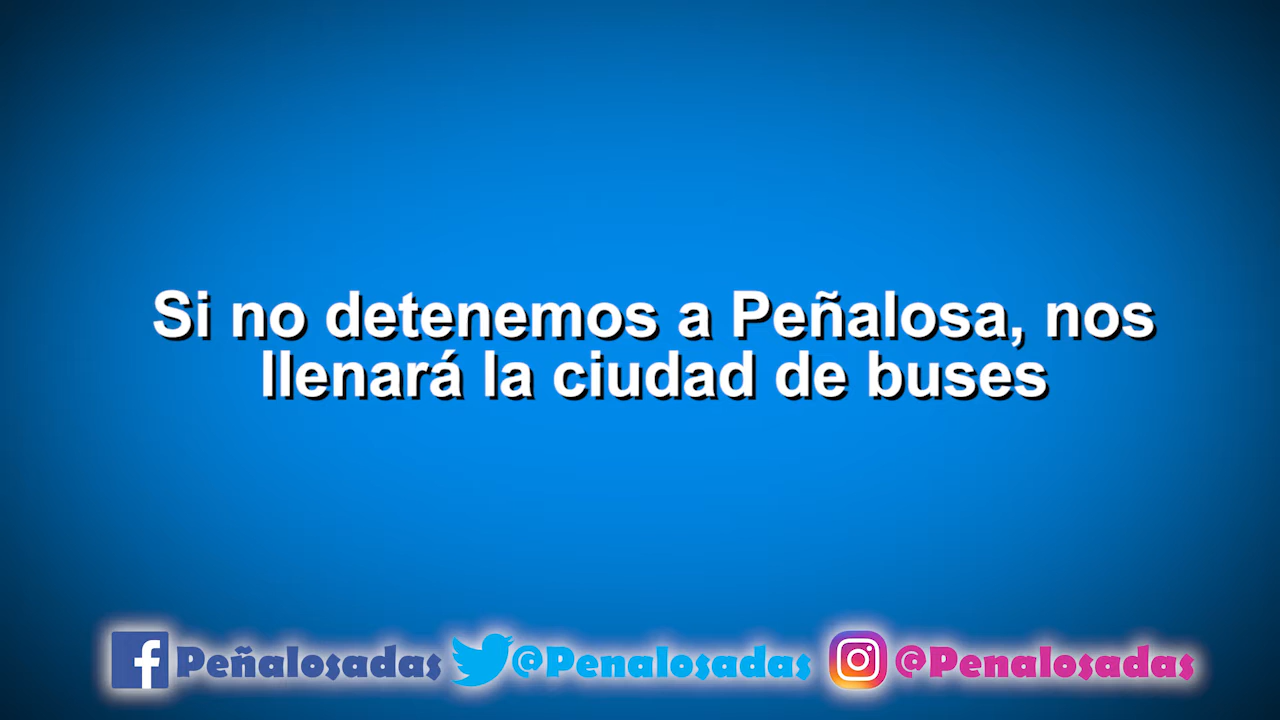 Si no detenemos a Peñalosa, nos
llenará la ciudad de buses
Peñalosadas @Penalosadas @Penalosadas